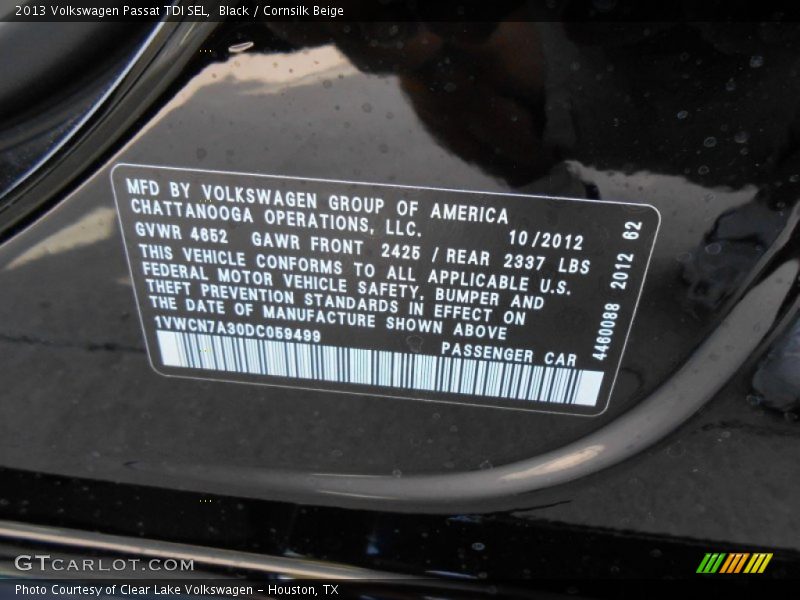 2013 Volkswagen Passat TDI SEL, Black / Cornsilk Beige
MFD BY VOLKSWAGEN GROUP OF AMERICA
CHATTANOOGA OPERATIONS, LLC. 10/2012
GVWR 4652 GAWR FRONT 2425 / REAR 2337 LBS
THIS VEHICLE CONFORMS TO ALL APPLICABLE U.S.
FEDERAL MOTOR VEHICLE SAFETY, BUMPER AND
THEFT PREVENTION STANDARDS IN EFFECT ON
THE DATE OF MANUFACTURE SHOWN ABOVE
1VWCN7A30DC059499 PASSENGER CAR
4460088 2012 62
GTCARLOT.COM
Photo Courtesy of Clear Lake Volkswagen - Houston, TX